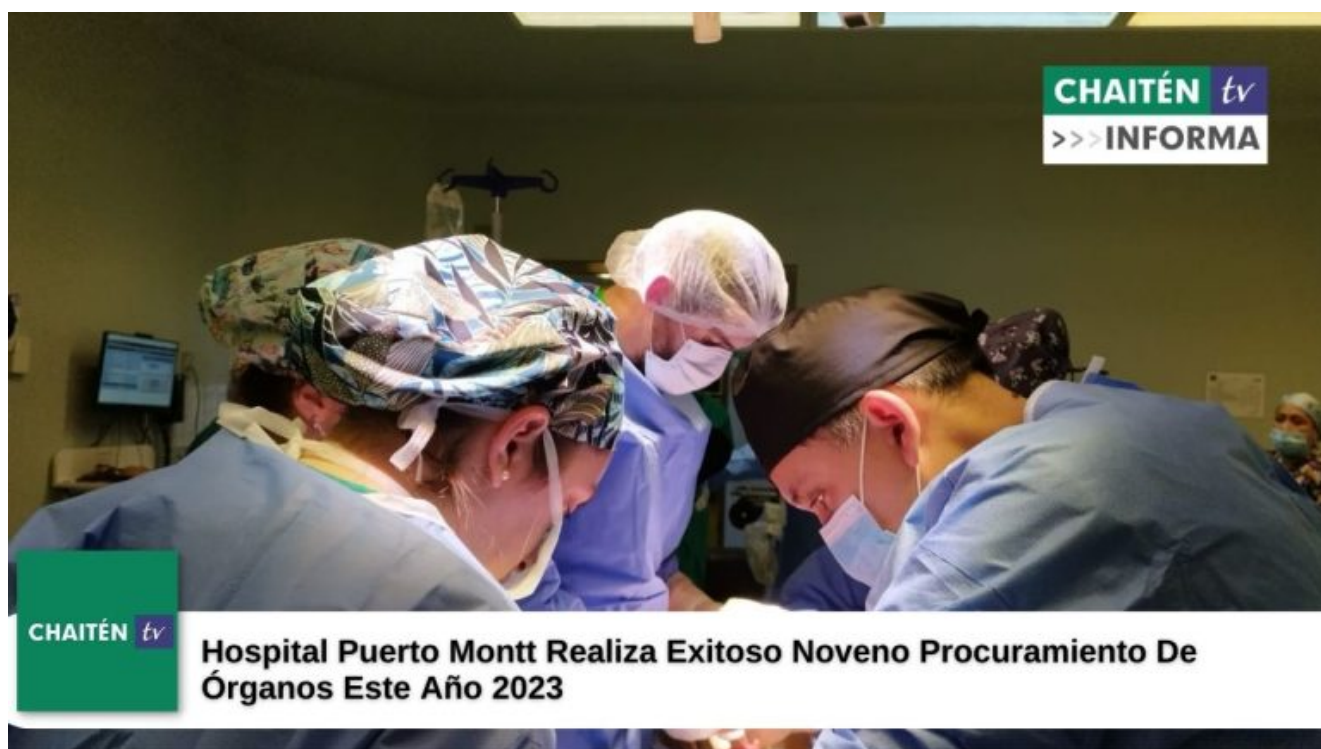 CHAITÉN tv
>>>INFORMA
CHAITÉN tv
Hospital Puerto Montt Realiza Exitoso Noveno Procuramiento De
Órganos Este Año 2023